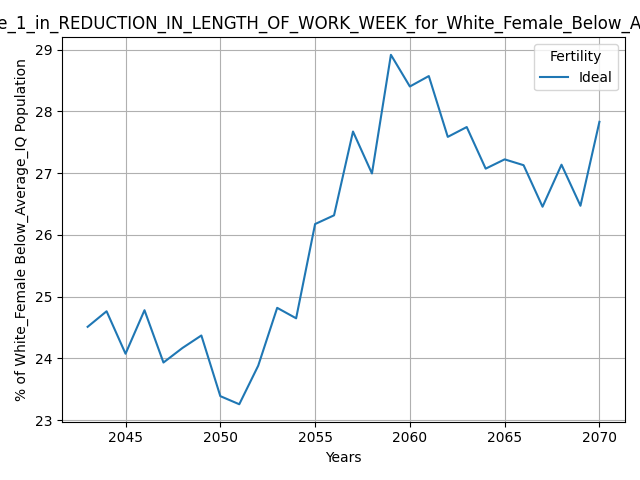 e_1_in_REDUCTION_IN_LENGTH_OF_WORK_WEEK_for_White_Female_Below_A
29
28
27
26
25
24
23
% of White_Female Below_Average_IQ Population
Fertility
Ideal
2045 2050 2055 2060 2065 2070
Years